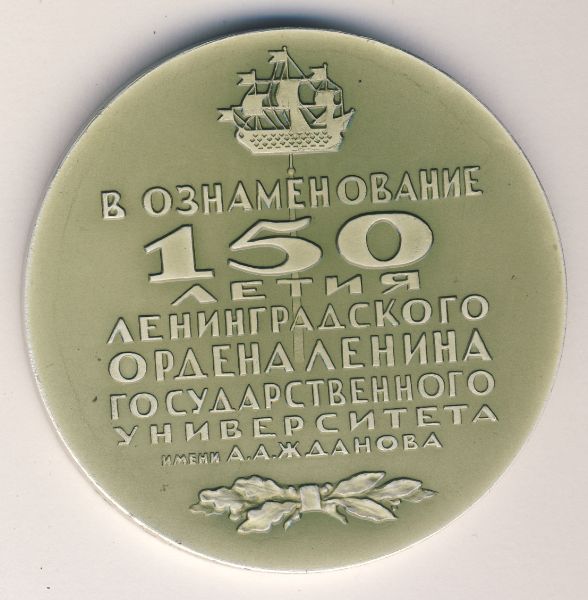 В ОЗНАМЕНОВАНИЕ
150
ЛЕТИЯ
ЛЕНИНГРАДСКОГО
ОРДЕНА ЛЕНИНА
ГОСУДАРСТВЕННОГО
УНИВЕРСИТЕТА
ИМЕНИ А.А.ЖДАНОВА